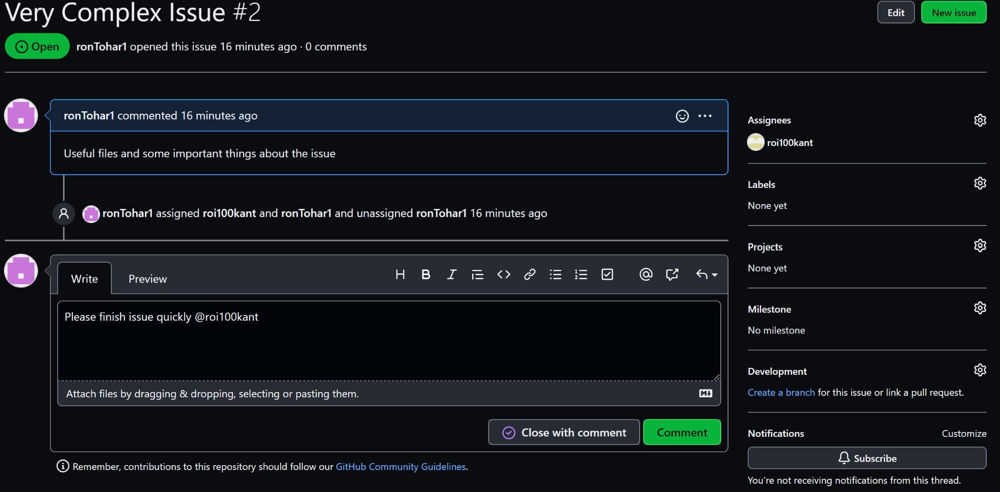 Very Complex Issue #2
Edit
New issue
Open
ronTohar1 opened this issue 16 minutes ago · 0 comments
ronTohar1 commented 16 minutes ago
Useful files and some important things about the issue
ronTohar1 assigned roi100kant and ronTohar1 and unassigned ronTohar1 16 minutes ago
Write
Preview
Please finish issue quickly @roi100kant
Attach files by dragging & dropping, selecting or pasting them.
Close with comment
Comment
Remember, contributions to this repository should follow our GitHub Community Guidelines.
Assignees
roi100kant
Labels
None yet
Projects
None yet
Milestone
No milestone
Development
Create a branch for this issue or link a pull request.
Notifications
Customize
Subscribe
You’re not receiving notifications from this thread.